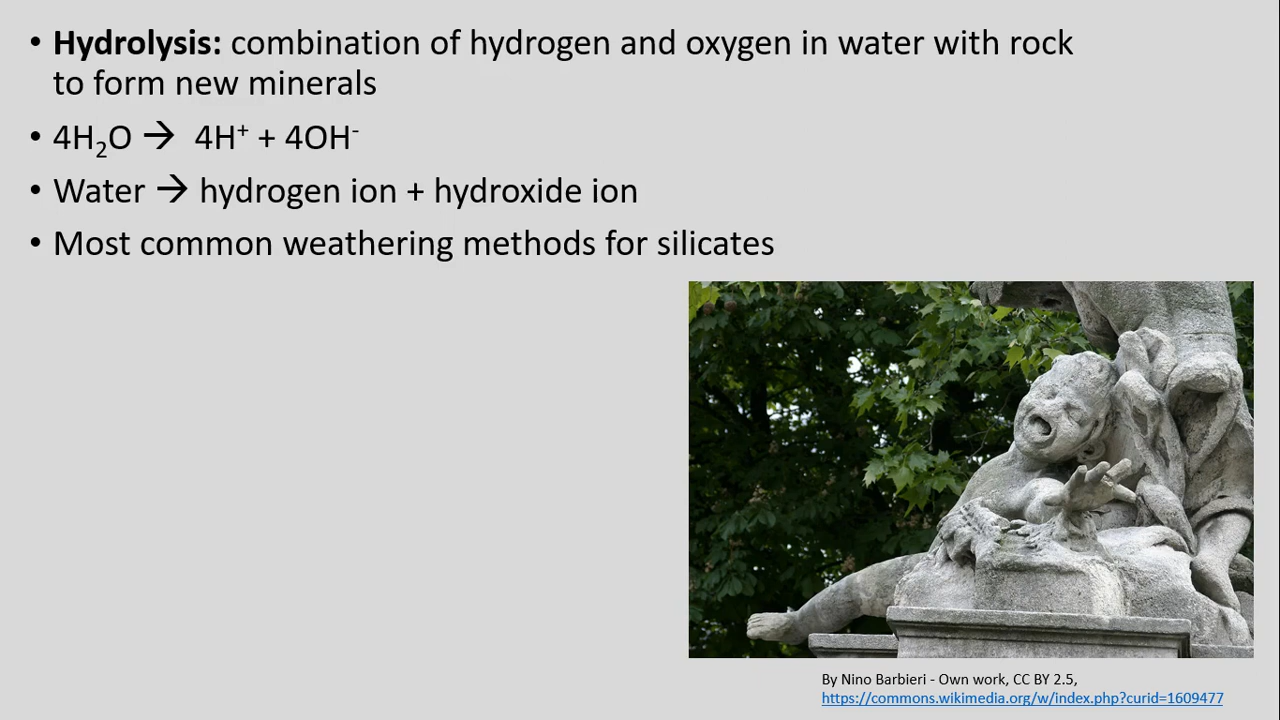 • Hydrolysis: combination of hydrogen and oxygen in water with rock
to form new minerals
• 4H₂O → 4H⁺ + 4OH⁻
• Water → hydrogen ion + hydroxide ion
• Most common weathering methods for silicates
By Nino Barbieri - Own work, CC BY 2.5,
https://commons.wikimedia.org/w/index.php?curid=1609477